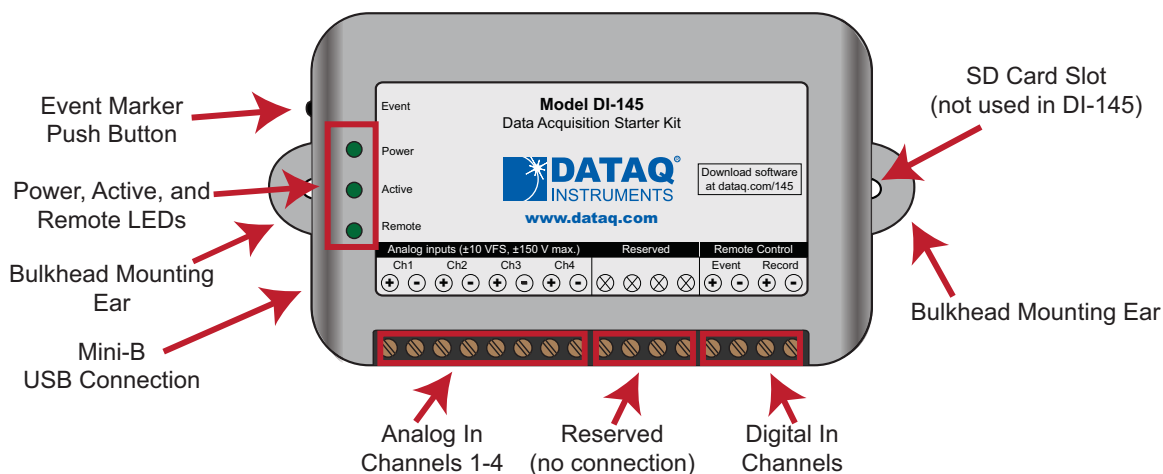 Event Marker
Push Button
Power, Active, and
Remote LEDs
Bulkhead Mounting
Ear
Mini-B
USB Connection
Event
Power
Active
Remote
Model DI-145
Data Acquisition Starter Kit
DATAQ®
INSTRUMENTS
www.dataq.com
Download software
at dataq.com/145
Analog inputs (±10 VFS, ±150 V max.) Reserved Remote Control
Ch1 Ch2 Ch3 Ch4 Event Record
+ - + - + - + - + - + -
SD Card Slot
(not used in DI-145)
Bulkhead Mounting Ear
Analog In
Channels 1-4
Reserved
(no connection)
Digital In
Channels